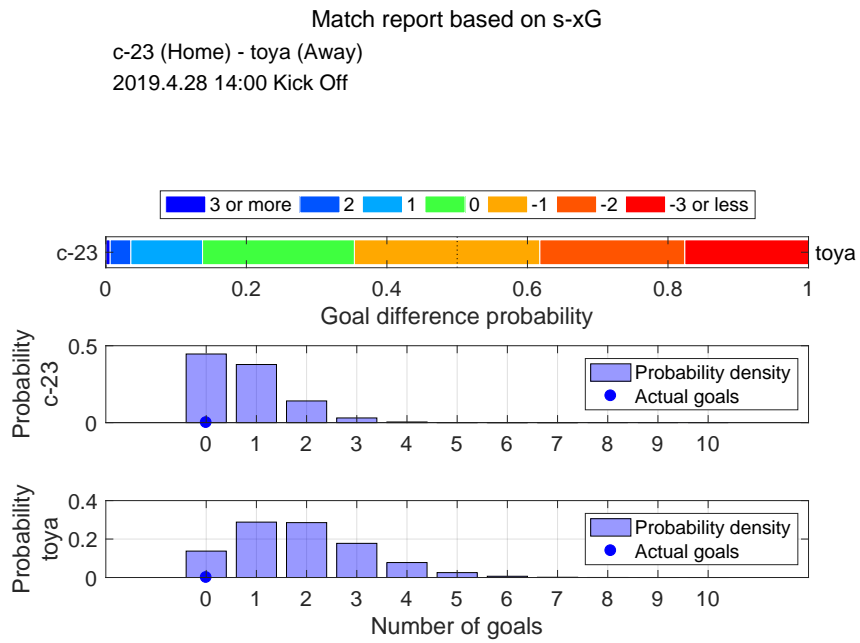 Match report based on s-xG
c-23 (Home) - toya (Away)
2019.4.28 14:00 Kick Off
3 or more 2 1 0 -1 -2 -3 or less
c-23 toya
0 0.2 0.4 0.6 0.8 1
Goal difference probability
Probability
c-23
0.5
0
Probability density
Actual goals
0 1 2 3 4 5 6 7 8 9 10
Probability
toya
0.4
0.2
0
Probability density
Actual goals
0 1 2 3 4 5 6 7 8 9 10
Number of goals